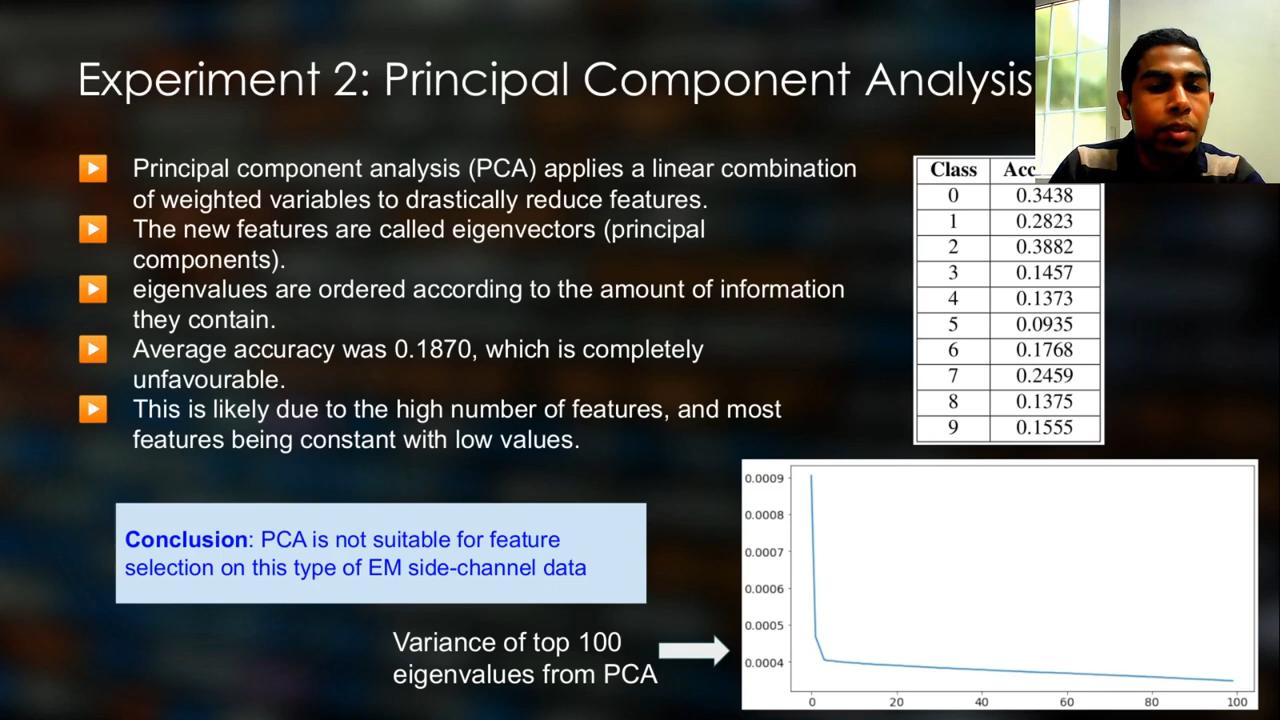 Experiment 2: Principal Component Analysis
Principal component analysis (PCA) applies a linear combination
of weighted variables to drastically reduce features.
The new features are called eigenvectors (principal
components).
eigenvalues are ordered according to the amount of information
they contain.
Average accuracy was 0.1870, which is completely
unfavourable.
This is likely due to the high number of features, and most
features being constant with low values.
Class
0 0.3438
1 0.2823
2 0.3882
3 0.1457
4 0.1373
5 0.0935
6 0.1768
7 0.2459
8 0.1375
9 0.1555
Conclusion: PCA is not suitable for feature
selection on this type of EM side-channel data
Variance of top 100
eigenvalues from PCA
0.0009
0.0008
0.0007
0.0006
0.0005
0.0004
0 20 40 60 80 100